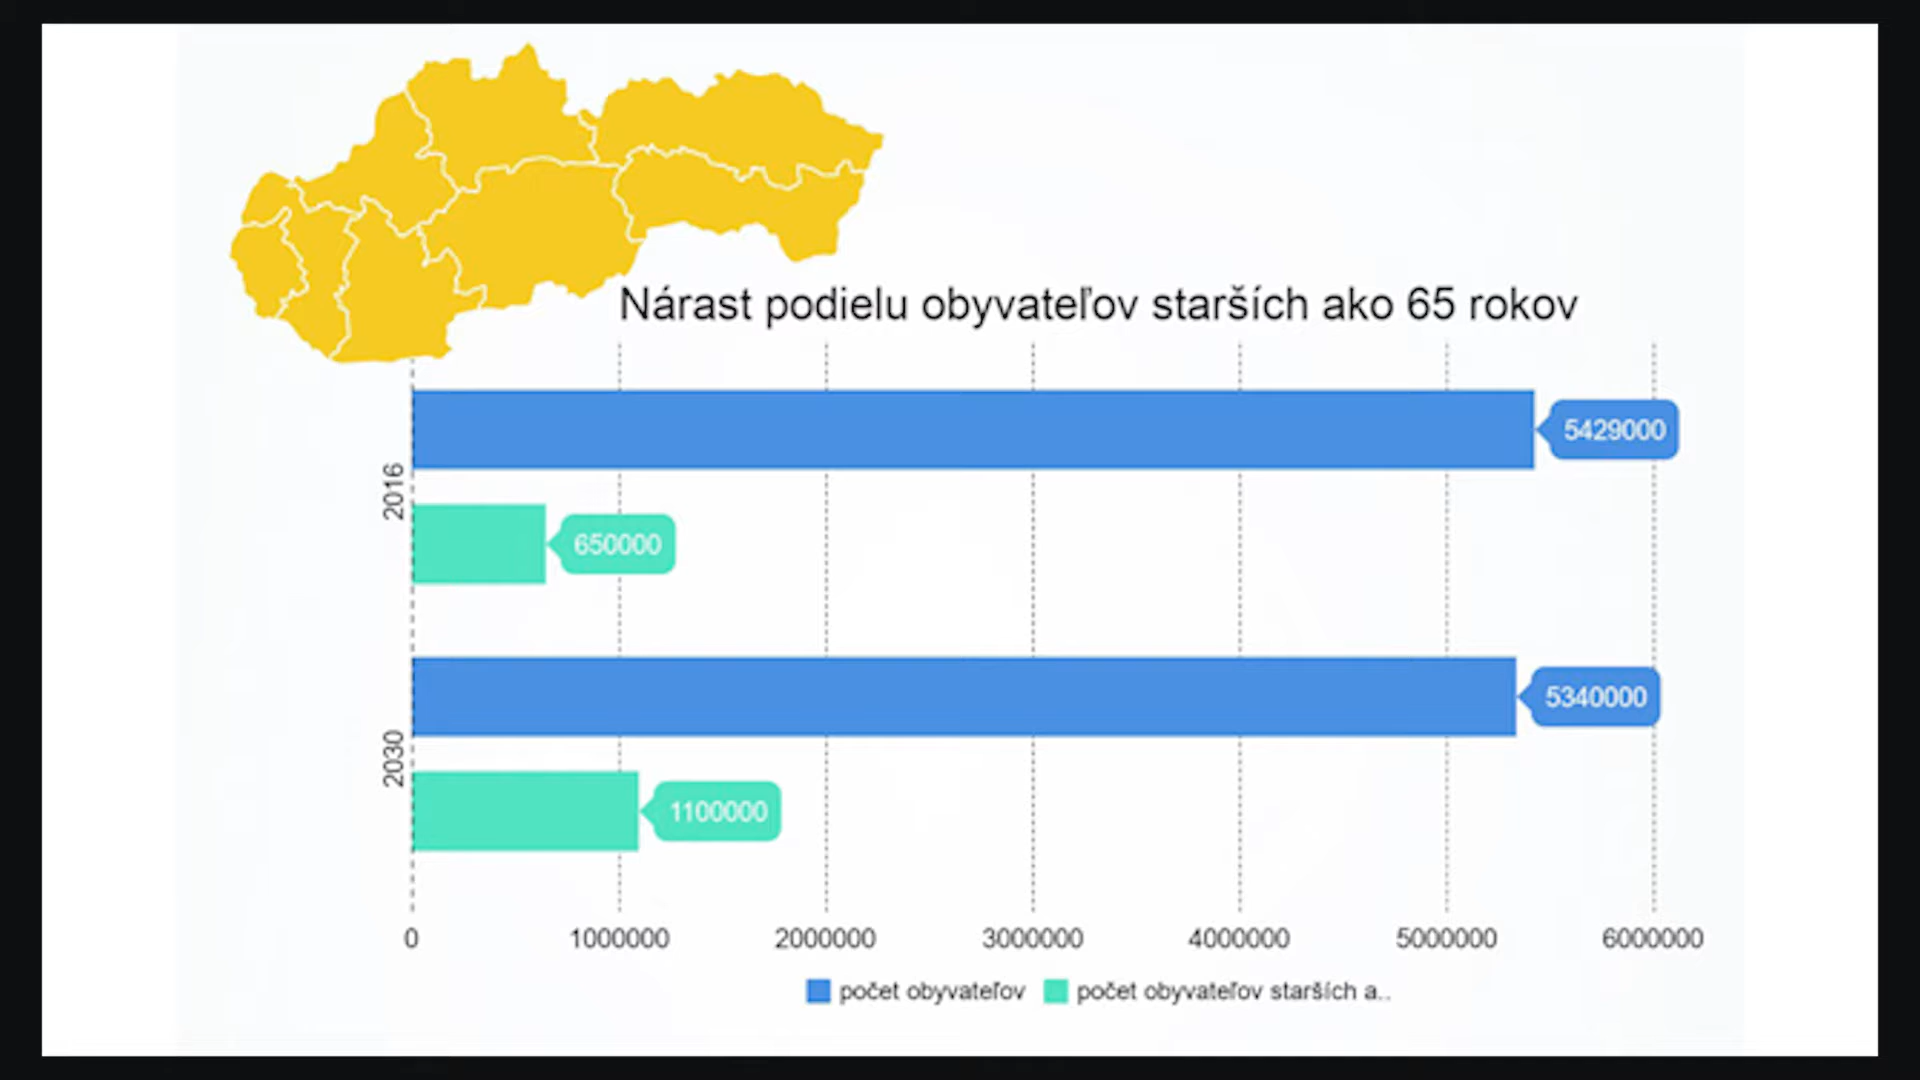 Nárast podielu obyvateľov starších ako 65 rokov
5429000
2016
650000
5340000
2030
1100000
0 1000000 2000000 3000000 4000000 5000000 6000000
počet obyvateľov počet obyvateľov starších a..